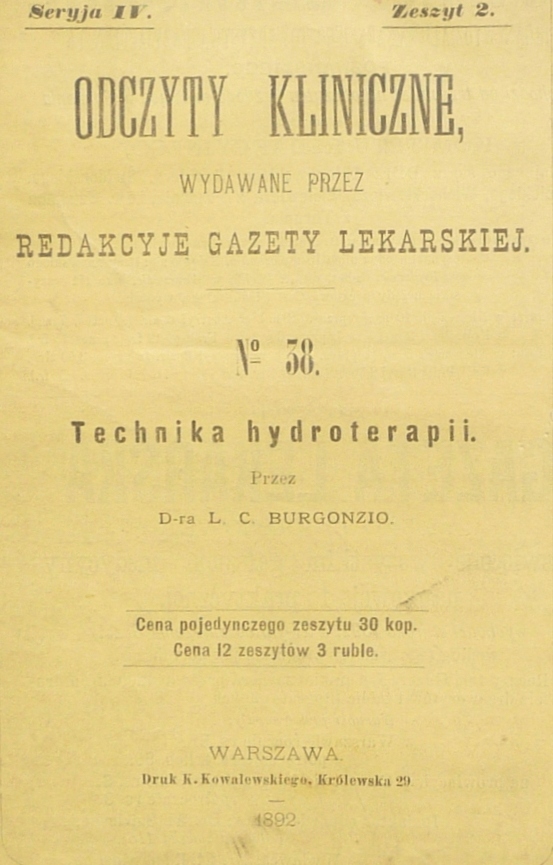 Seryja IV. Zeszyt 2.
ODCZYTY KLINICZNE,
WYDAWANE PRZEZ
REDAKCYJĘ GAZETY LEKARSKIEJ.
No 38.
Technika hydroterapii.
Przez
D-ra L. C. BURGONZIO.
Cena pojedynczego zeszytu 30 kop.
Cena 12 zeszytów 3 ruble.
WARSZAWA.
Druk K. Kowalewskiego, Królewska 29.
1892